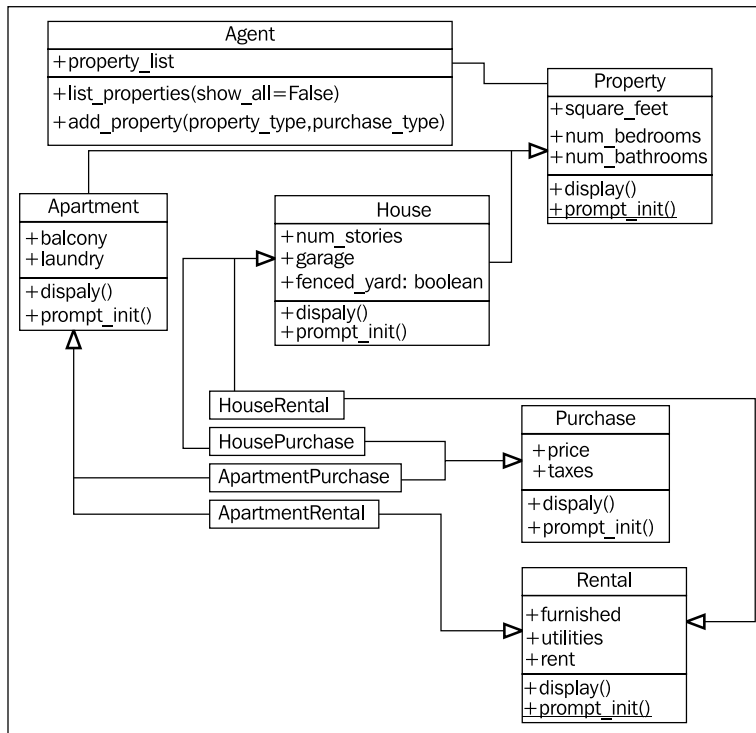 Agent
+property_list
+list_properties(show_all=False)
+add_property(property_type,purchase_type)
Property
+square_feet
+num_bedrooms
+num_bathrooms
+display()
+prompt_init()
Apartment
+balcony
+laundry
+dispaly()
+prompt_init()
House
+num_stories
+garage
+fenced_yard: boolean
+dispaly()
+prompt_init()
HouseRental
HousePurchase
ApartmentPurchase
ApartmentRental
Purchase
+price
+taxes
+dispaly()
+prompt_init()
Rental
+furnished
+utilities
+rent
+display()
+prompt_init()